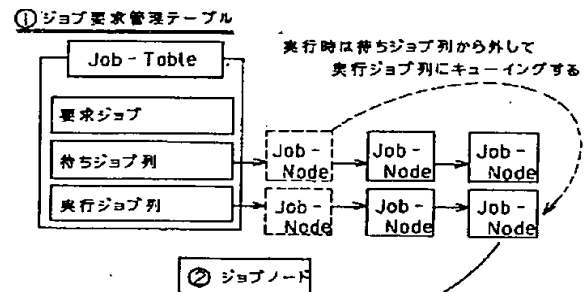 ①ジョブ要求管理テーブル
Job-Table
実行時は待ちジョブ列から外して
実行ジョブ列にキューイングする
要求ジョブ
待ちジョブ列
Job-
Node
Job-
Node
Job-
Node
実行ジョブ列
Job-
Node
Job-
Node
Job-
Node
② ジョブノード